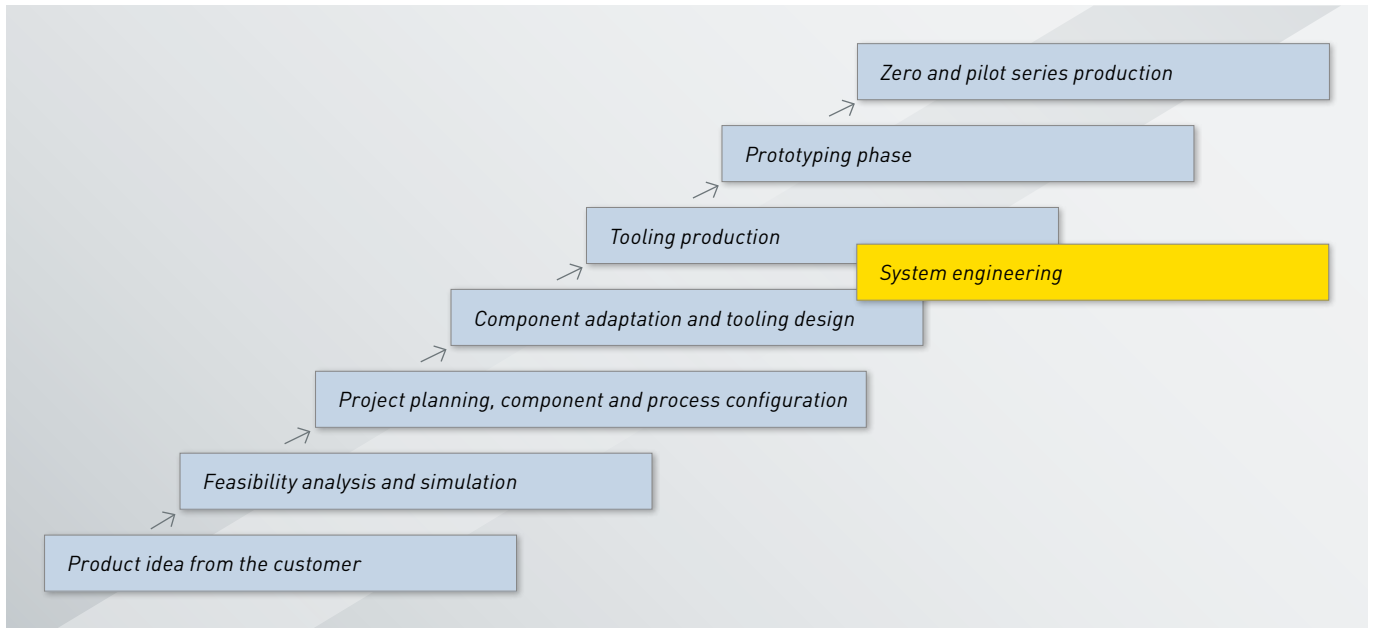 Zero and pilot series production
Prototyping phase
Tooling production
System engineering
Component adaptation and tooling design
Project planning, component and process configuration
Feasibility analysis and simulation
Product idea from the customer